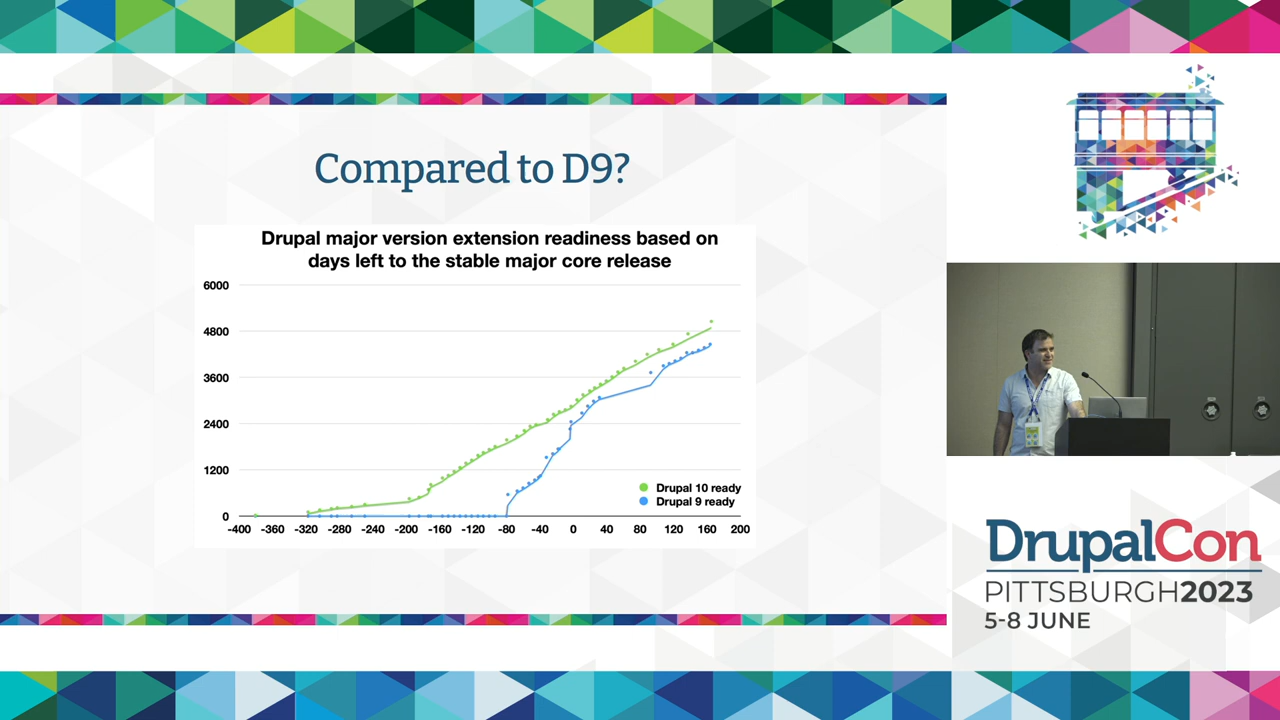 Compared to D9?
Drupal major version extension readiness based on
days left to the stable major core release
6000
4800
3600
2400
1200
0
-400 -360 -320 -280 -240 -200 -160 -120 -80 -40 0 40 80 120 160 200
Drupal 10 ready
Drupal 9 ready
DrupalCon
PITTSBURGH2023
5-8 JUNE